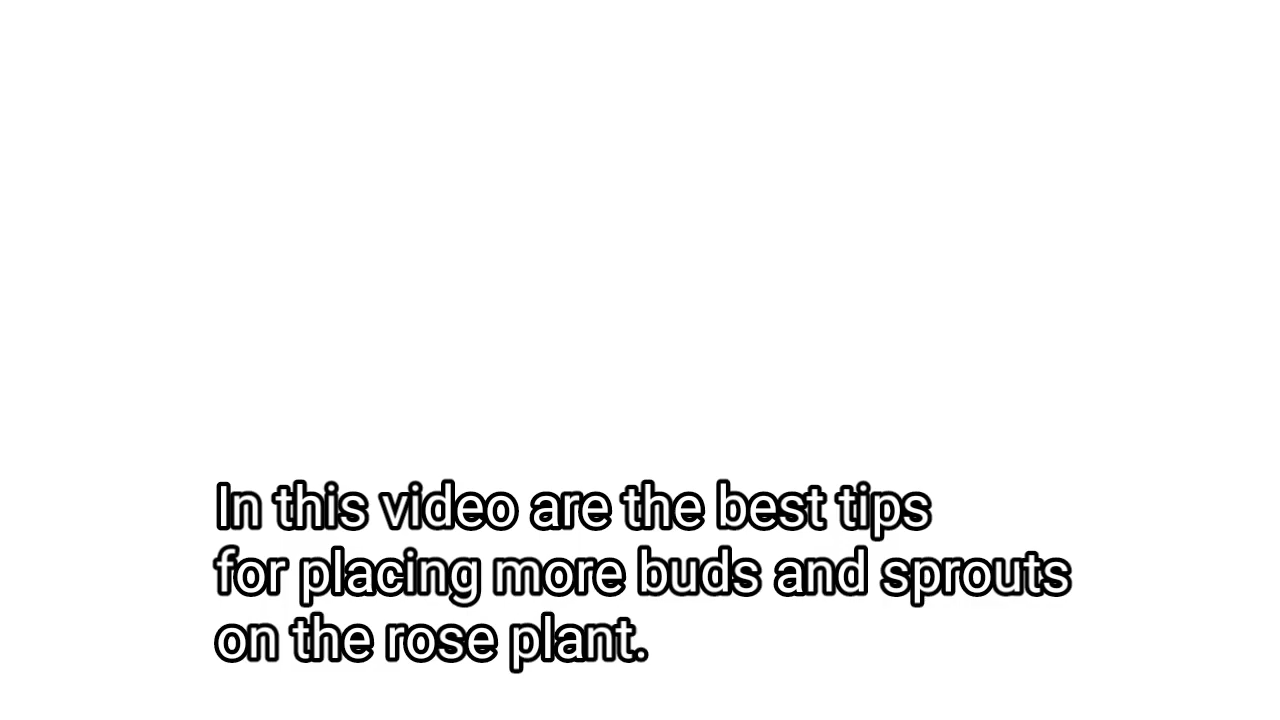 In this video are the best tips
for placing more buds and sprouts
on the rose plant.